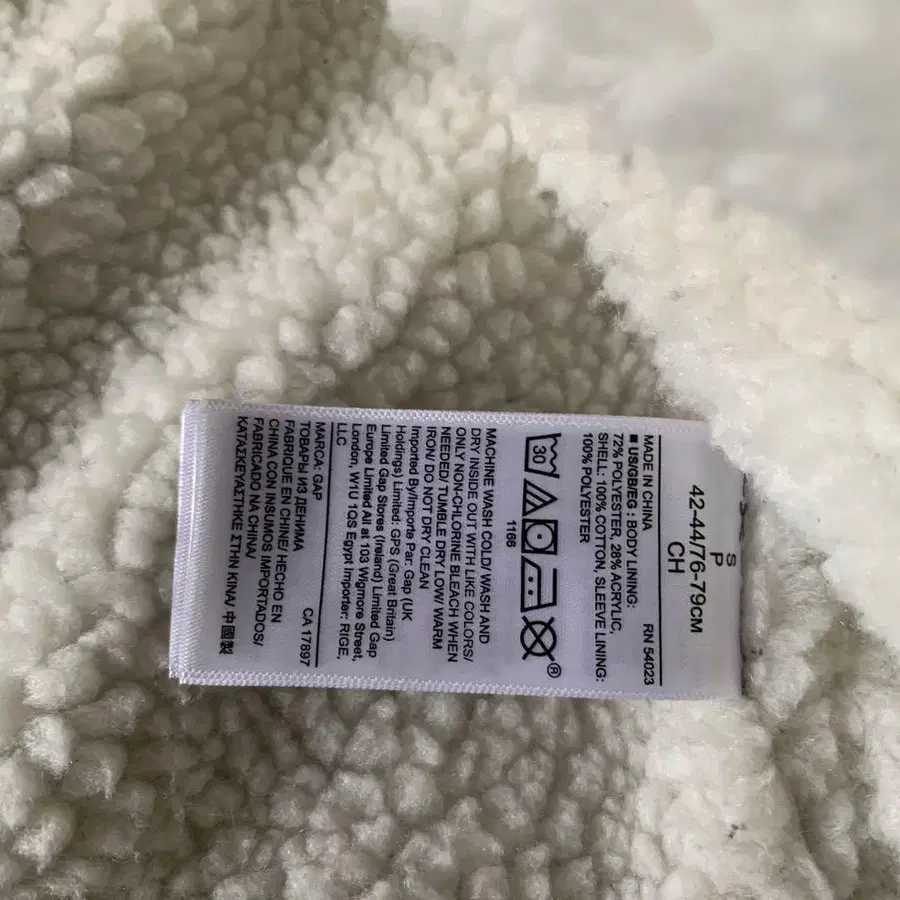 S
P
CH
42-44/76-79CM
MADE IN CHINA RN 54023
■ US/GB/EG : BODY LINING:
72% POLYESTER, 28% ACRYLIC,
SHELL: 100% COTTON, SLEEVE LINING:
100% POLYESTER
30
®
1166
MACHINE WASH COLD/ WASH AND
DRY INSIDE OUT WITH LIKE COLORS/
ONLY NON-CHLORINE BLEACH WHEN
NEEDED/ TUMBLE DRY LOW/ WARM
IRON/ DO NOT DRY CLEAN
Imported By/Importe Par: Gap (UK
Holdings) Limited: GPS (Great Britain)
Limited Gap Stores (Ireland) Limited Gap
Europe Limited All at 103 Wigmore Street,
London, W1U 1QS Egypt Importer: RIGE,
LLC
CA 17897
MARCA: GAP
ТОВАРЫ ИЗ ДЕНИМА
FABRIQUE EN CHINE/ HECHO EN
CHINA CON INSUMOS IMPORTADOS/
FABRICADO NA CHINA/
ΚΑΤΑΣΚΕΥΑΣΤΗΚΕ ΣΤΗΝ ΚΙΝΑ/ 中國製